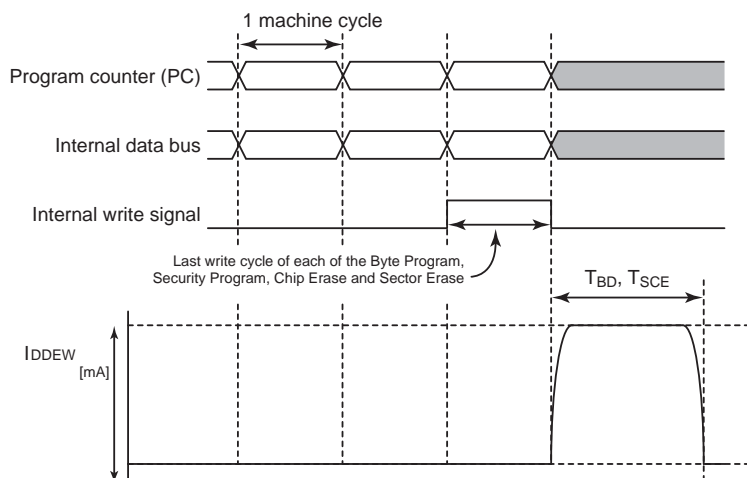 1 machine cycle
Program counter (PC)
Internal data bus
Internal write signal
Last write cycle of each of the Byte Program,
Security Program, Chip Erase and Sector Erase
TBD, TSCE
IDDEW
[mA]